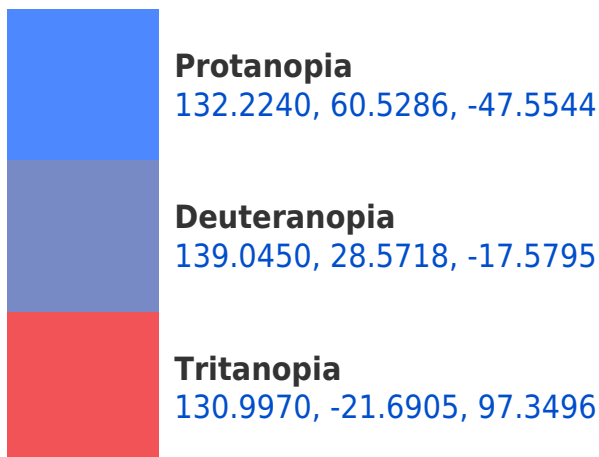 Protanopia
132.2240, 60.5286, -47.5544
Deuteranopia
139.0450, 28.5718, -17.5795
Tritanopia
130.9970, -21.6905, 97.3496